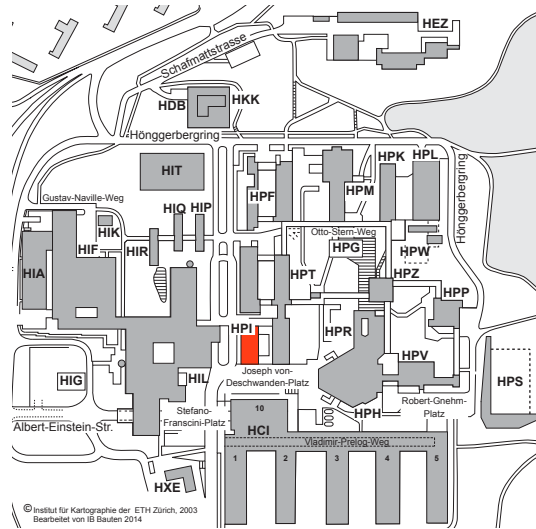 HEZ
Schafmattstrasse
HDB
HKK
Hönggerbergring
HIT
HPF
HPM
HPK
HPL
Hönggerbergring
Gustav-Naville-Weg
HIK
HIQ
HIP
HIF
HIR
HIA
Otto-Stern-Weg
HPG
HPW
HPT
HPZ
HPP
HPI
HPR
HPV
HPS
HIG
HIL
Joseph von-
Deschwanden-Platz
Robert-Gnehm-
Platz
HPH
Stefano-
Franscini-Platz
Albert-Einstein-Str.
10
HCI
Vladimir-Prelog-Weg
1
2
3
4
5
HXE
© Institut für Kartographie der ETH Zürich, 2003
Bearbeitet von IB Bauten 2014